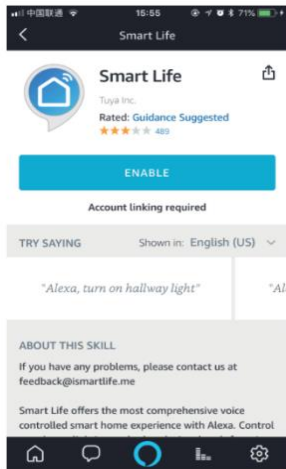 中国联通 15:55 71%
Smart Life
Smart Life
Tuya Inc.
Rated: Guidance Suggested
489
ENABLE
Account linking required
TRY SAYING Shown in: English (US)
"Alexa, turn on hallway light" "Al
ABOUT THIS SKILL
If you have any problems, please contact us at
feedback@ismartlife.me
Smart Life offers the most comprehensive voice
controlled smart home experience with Alexa. Control